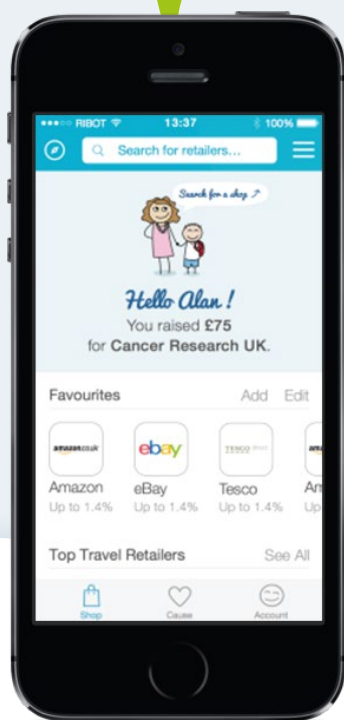 RIBOT 13:37 100%
Search for retailers...
Search for a shop
Hello Alan !
You raised £75
for Cancer Research UK.
Favourites Add Edit
amazon.co.uk ebay TESCO
Amazon eBay Tesco Am
Up to 1.4% Up to 1.4% Up to 1.4% Up
Top Travel Retailers See All
Shop Cause Account